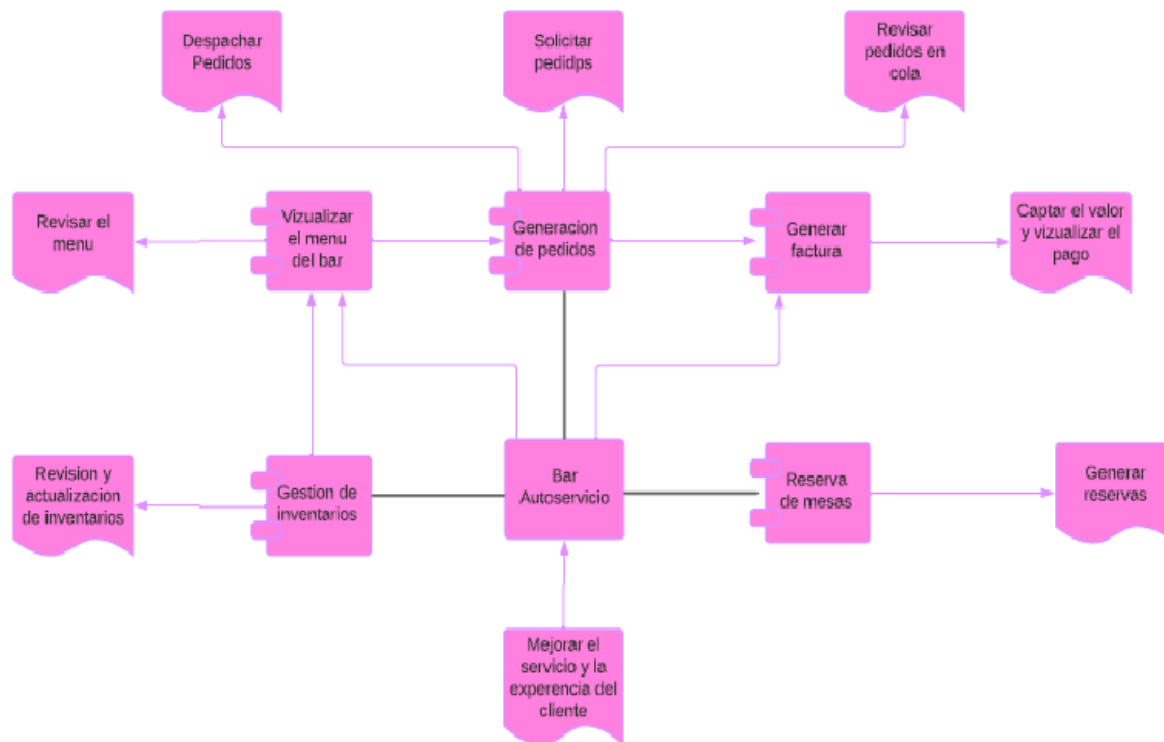 Despachar
Pedidos
Solicitar
pedidps
Revisar
pedidos en
cola
Revisar el
menu
Vizualizar
el menu
del bar
Generacion
de pedidos
Generar
factura
Captar el valor
y vizualizar el
pago
Revision y
actualizacion
de inventarios
Gestion de
inventarios
Bar
Autoservicio
Reserva
de mesas
Generar
reservas
Mejorar el
servicio y la
experencia del
cliente